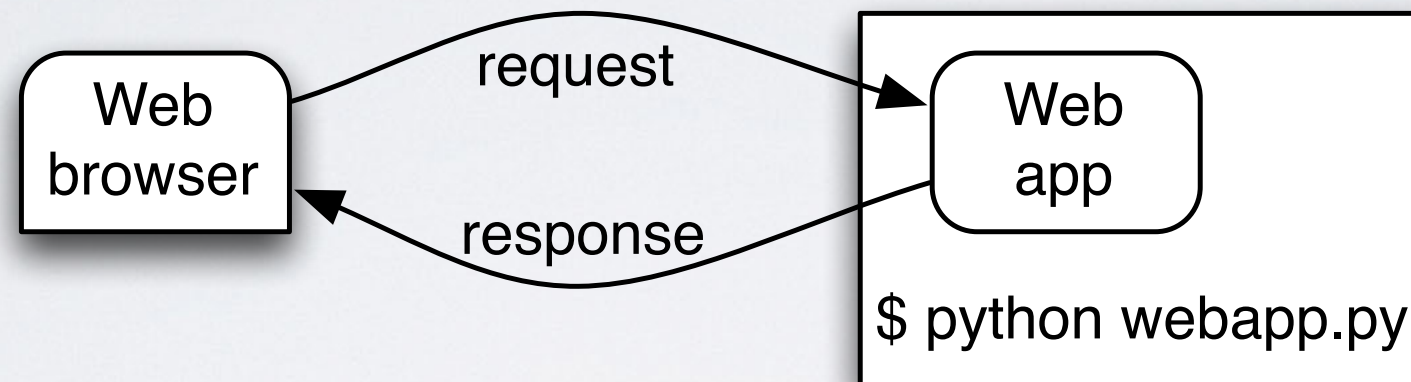 Web
browser
request
response
Web
app
$ python webapp.py